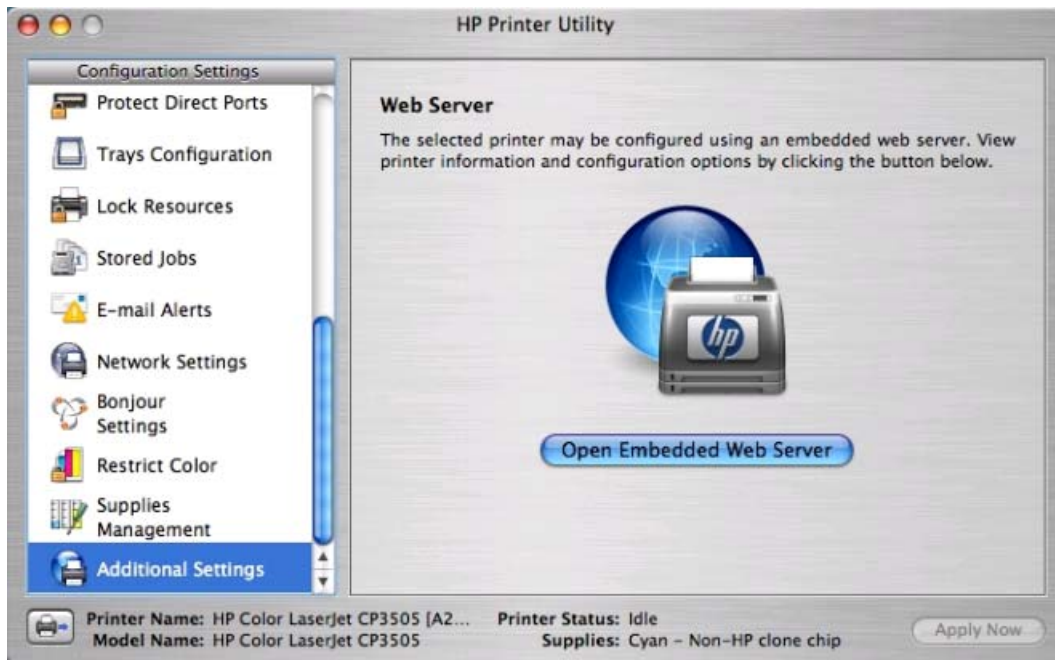 HP Printer Utility
Configuration Settings
Protect Direct Ports
Trays Configuration
Lock Resources
Stored Jobs
E-mail Alerts
Network Settings
Bonjour
Settings
Restrict Color
Supplies
Management
Additional Settings
Web Server
The selected printer may be configured using an embedded web server. View
printer information and configuration options by clicking the button below.
hp
Open Embedded Web Server
Printer Name: HP Color LaserJet CP3505 [A2...
Model Name: HP Color LaserJet CP3505
Printer Status: Idle
Supplies: Cyan - Non-HP clone chip
Apply Now